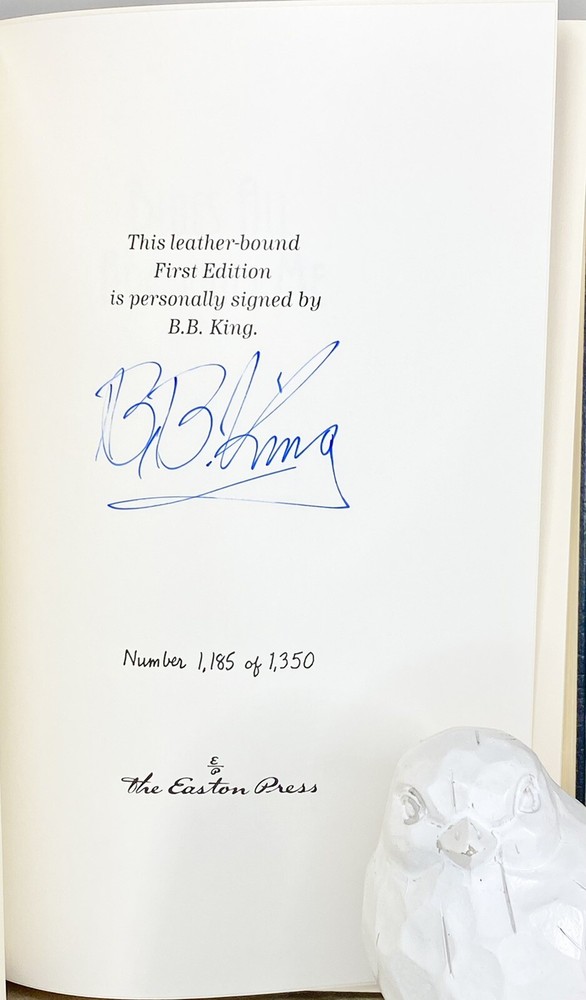 This leather-bound
First Edition
is personally signed by
B.B. King.
B.B. King
Number 1,185 of 1,350
E
P
The Easton Press